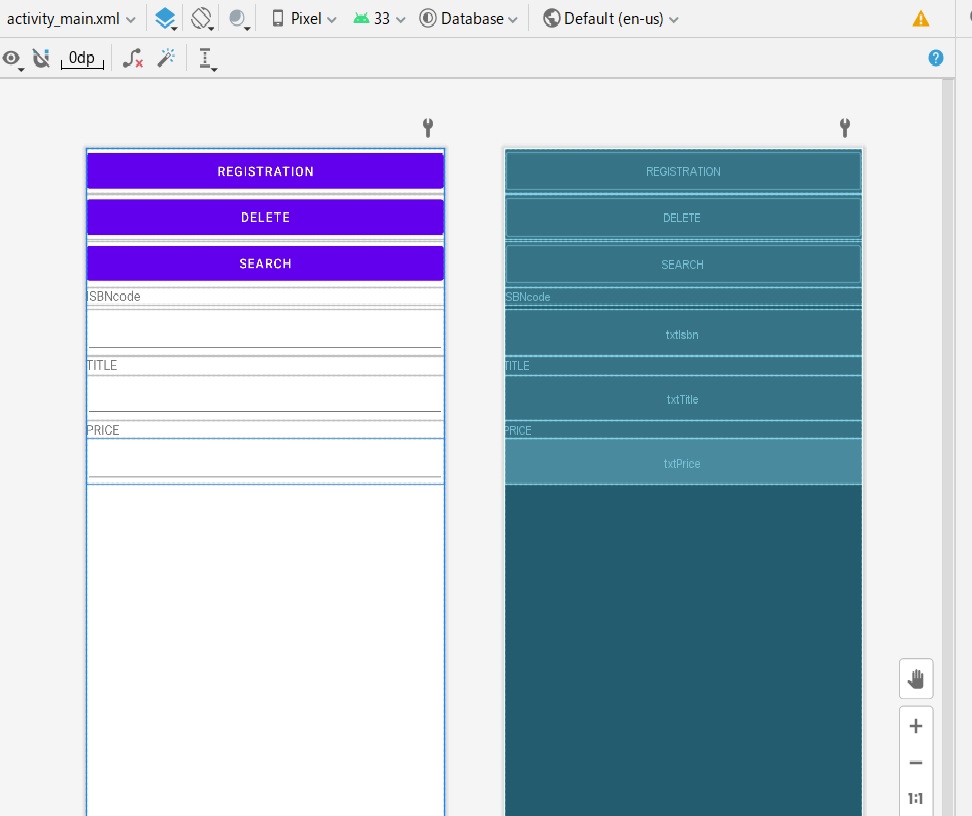 activity_main.xml Pixel 33 Database Default (en-us)
0dp ?
REGISTRATION REGISTRATION
DELETE DELETE
SEARCH SEARCH
ISBNcode SBNcode
txtIsbn
TITLE TITLE
txtTitle
PRICE PRICE
txtPrice
1:1